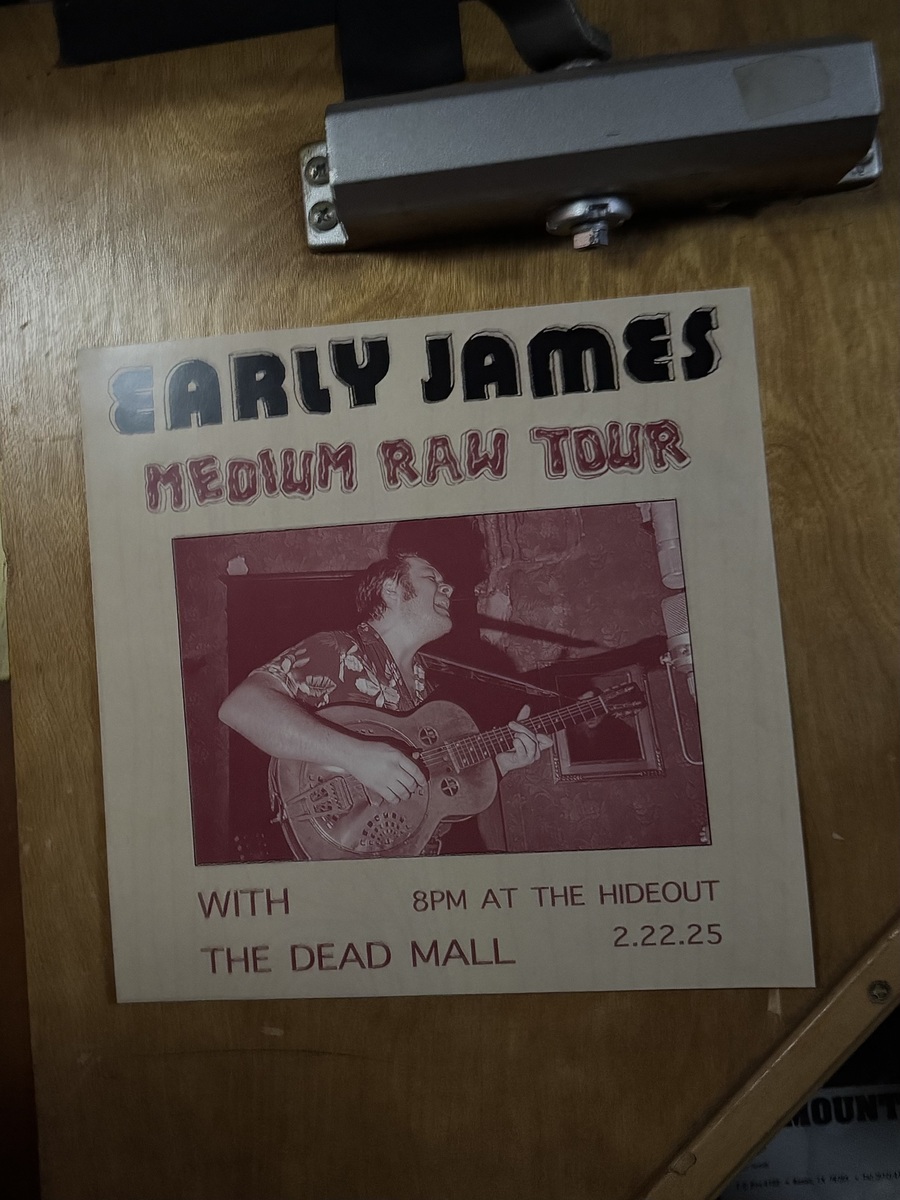 EARLY JAMES
MEDIUM RAW TOUR
WITH
THE DEAD MALL
8PM AT THE HIDEOUT
2.22.25
MOUNT